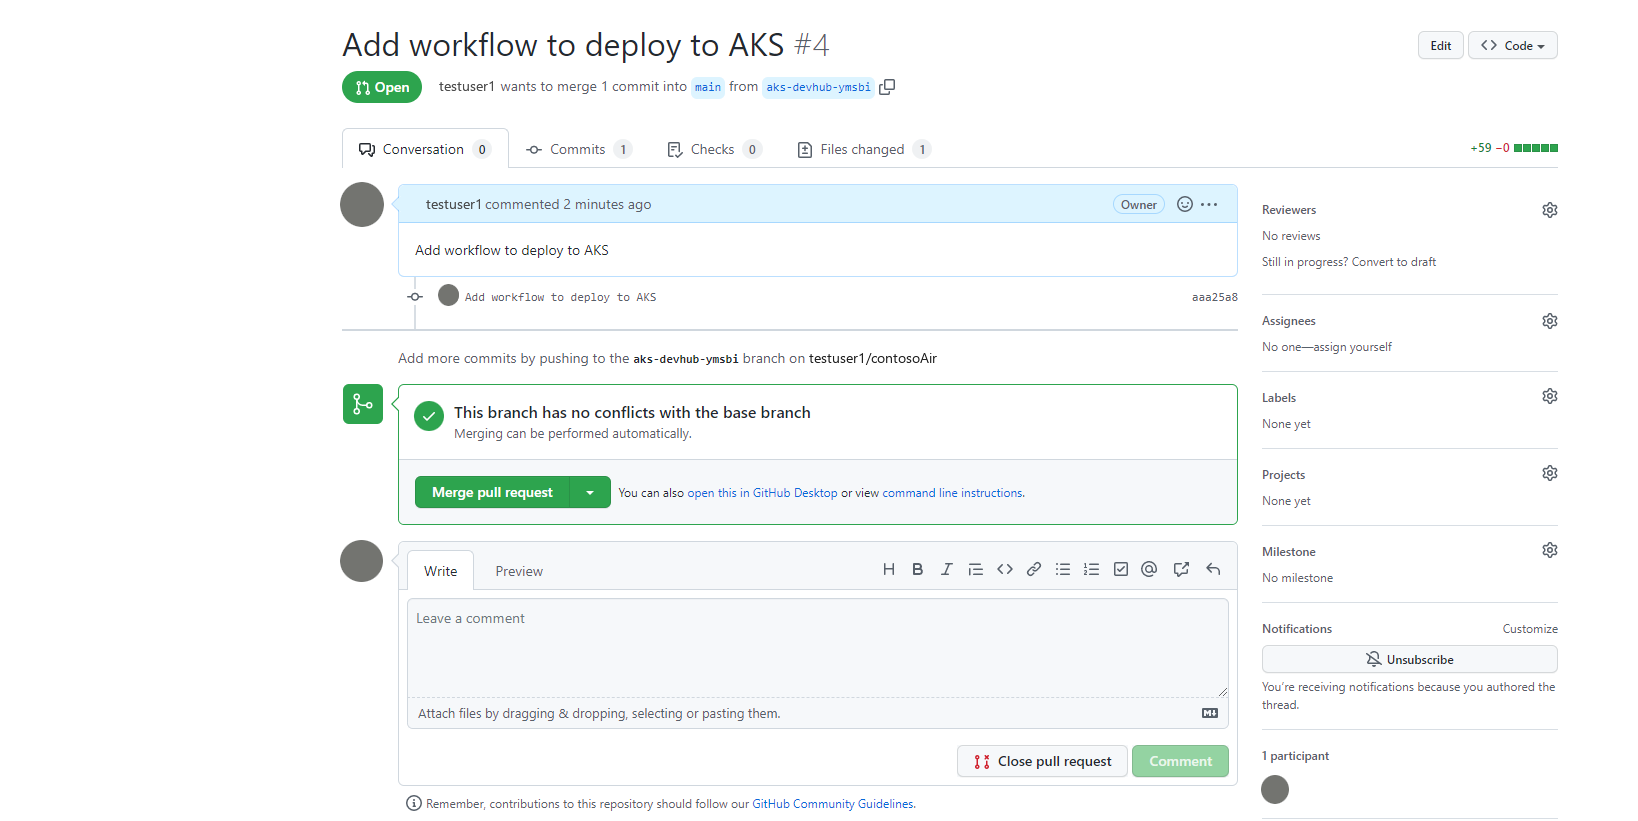 Add workflow to deploy to AKS #4
Edit
Code
Open
testuser1 wants to merge 1 commit into main from aks-devhub-ymsbi
Conversation 0
Commits 1
Checks 0
Files changed 1
+59 −0
testuser1 commented 2 minutes ago
Owner
Add workflow to deploy to AKS
Add workflow to deploy to AKS
aaa25a8
Add more commits by pushing to the aks-devhub-ymsbi branch on testuser1/contosoAir
This branch has no conflicts with the base branch
Merging can be performed automatically.
Merge pull request
You can also open this in GitHub Desktop or view command line instructions.
Write
Preview
Leave a comment
Attach files by dragging & dropping, selecting or pasting them.
Close pull request
Comment
Remember, contributions to this repository should follow our GitHub Community Guidelines.
Reviewers
No reviews
Still in progress? Convert to draft
Assignees
No one—assign yourself
Labels
None yet
Projects
None yet
Milestone
No milestone
Notifications
Customize
Unsubscribe
You're receiving notifications because you authored the
thread.
1 participant